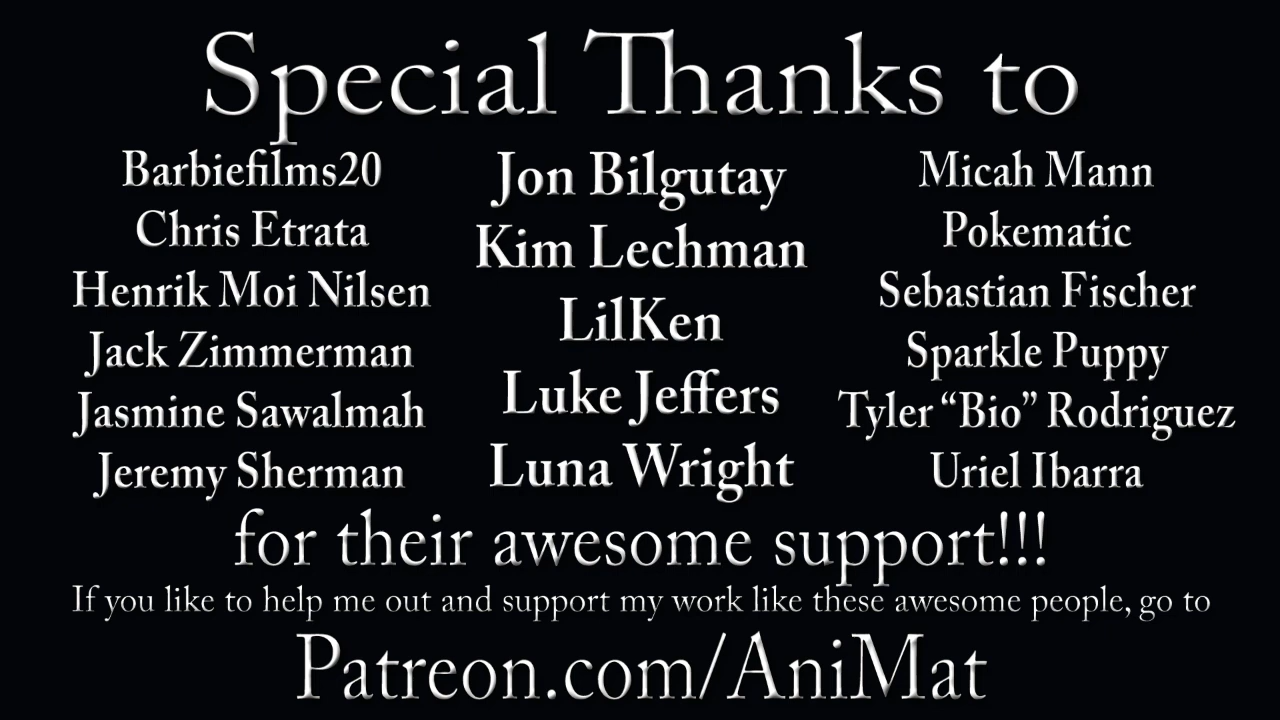 Special Thanks to
Barbiefilms20
Chris Etrata
Henrik Moi Nilsen
Jack Zimmerman
Jasmine Sawalmah
Jeremy Sherman
Jon Bilgutay
Kim Lechman
LilKen
Luke Jeffers
Luna Wright
Micah Mann
Pokematic
Sebastian Fischer
Sparkle Puppy
Tyler “Bio” Rodriguez
Uriel Ibarra
for their awesome support!!!
If you like to help me out and support my work like these awesome people, go to
Patreon.com/AniMat